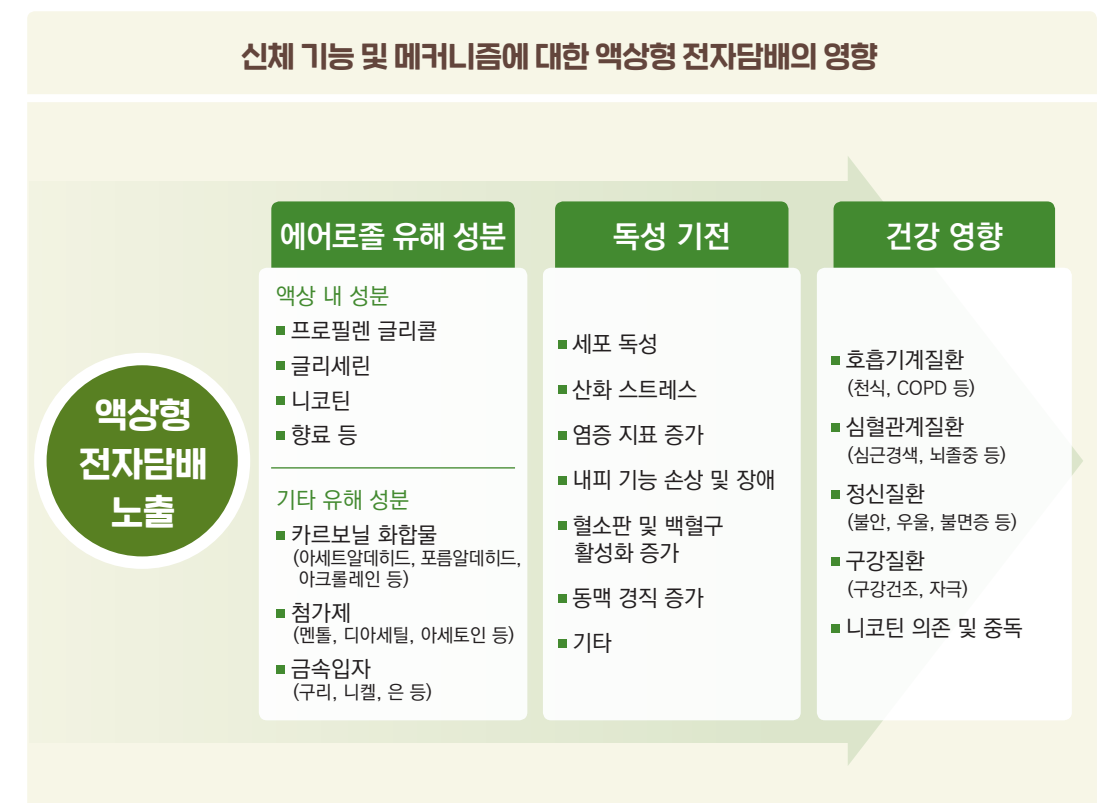 신체 기능 및 메커니즘에 대한 액상형 전자담배의 영향
액상형
전자담배
노출
에어로졸 유해 성분
액상 내 성분
▪ 프로필렌 글리콜
▪ 글리세린
▪ 니코틴
▪ 향료 등
기타 유해 성분
▪ 카르보닐 화합물
(아세트알데히드, 포름알데히드,
아크롤레인 등)
▪ 첨가제
(멘톨, 디아세틸, 아세토인 등)
▪ 금속입자
(구리, 니켈, 은 등)
독성 기전
▪ 세포 독성
▪ 산화 스트레스
▪ 염증 지표 증가
▪ 내피 기능 손상 및 장애
▪ 혈소판 및 백혈구
활성화 증가
▪ 동맥 경직 증가
▪ 기타
건강 영향
▪ 호흡기계질환
(천식, COPD 등)
▪ 심혈관계질환
(심근경색, 뇌졸중 등)
▪ 정신질환
(불안, 우울, 불면증 등)
▪ 구강질환
(구강건조, 자극)
▪ 니코틴 의존 및 중독